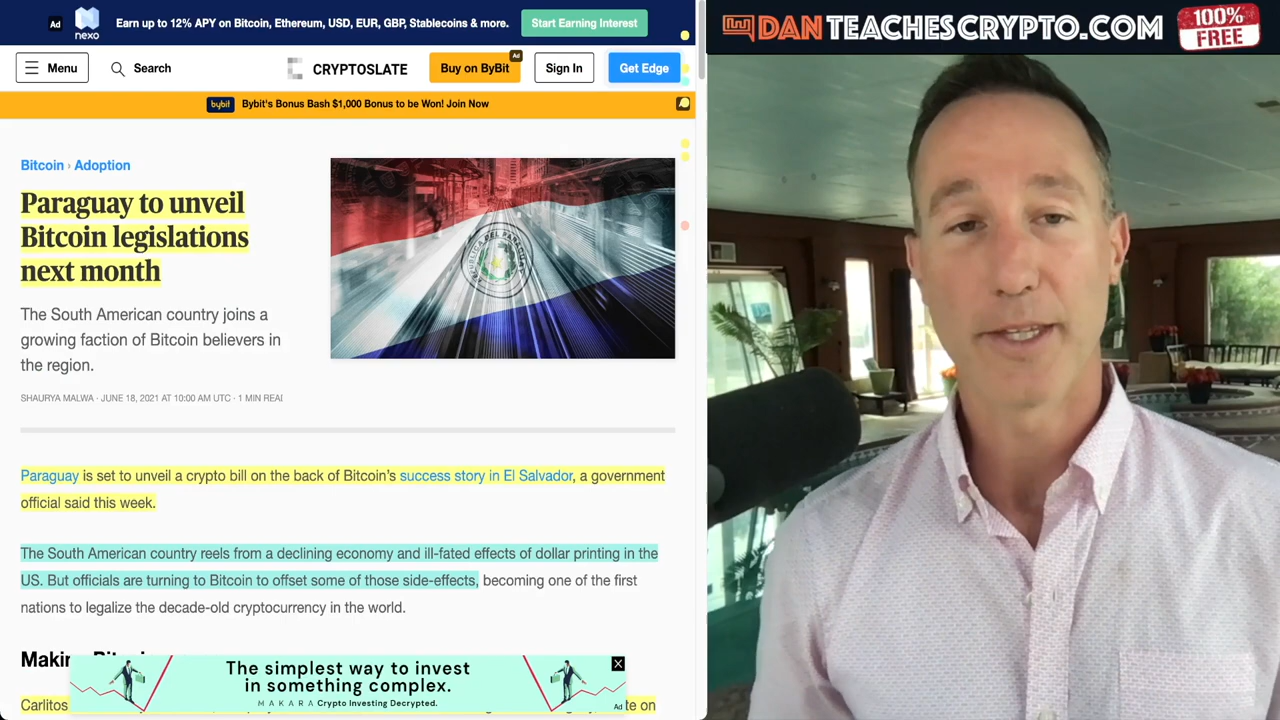 Ad
nexo
Earn up to 12% APY on Bitcoin, Ethereum, USD, EUR, GBP, Stablecoins & more.
Start Earning Interest
DANTEACHESCRYPTO.COM
100%
FREE
Menu
Search
CRYPTOSLATE
Buy on ByBit
Ad
Sign In
Get Edge
bybit
Bybit's Bonus Bash $1,000 Bonus to be Won! Join Now
Bitcoin › Adoption
Paraguay to unveil
Bitcoin legislations
next month
The South American country joins a
growing faction of Bitcoin believers in
the region.
SHAURYA MALWA · JUNE 18, 2021 AT 10:00 AM UTC · 1 MIN REA
Paraguay is set to unveil a crypto bill on the back of Bitcoin's success story in El Salvador, a government
official said this week.
The South American country reels from a declining economy and ill-fated effects of dollar printing in the
US. But officials are turning to Bitcoin to offset some of those side-effects, becoming one of the first
nations to legalize the decade-old cryptocurrency in the world.
The simplest way to invest
in something complex.
MAKARA Crypto Investing Decrypted.
Ad
Carlitos
on